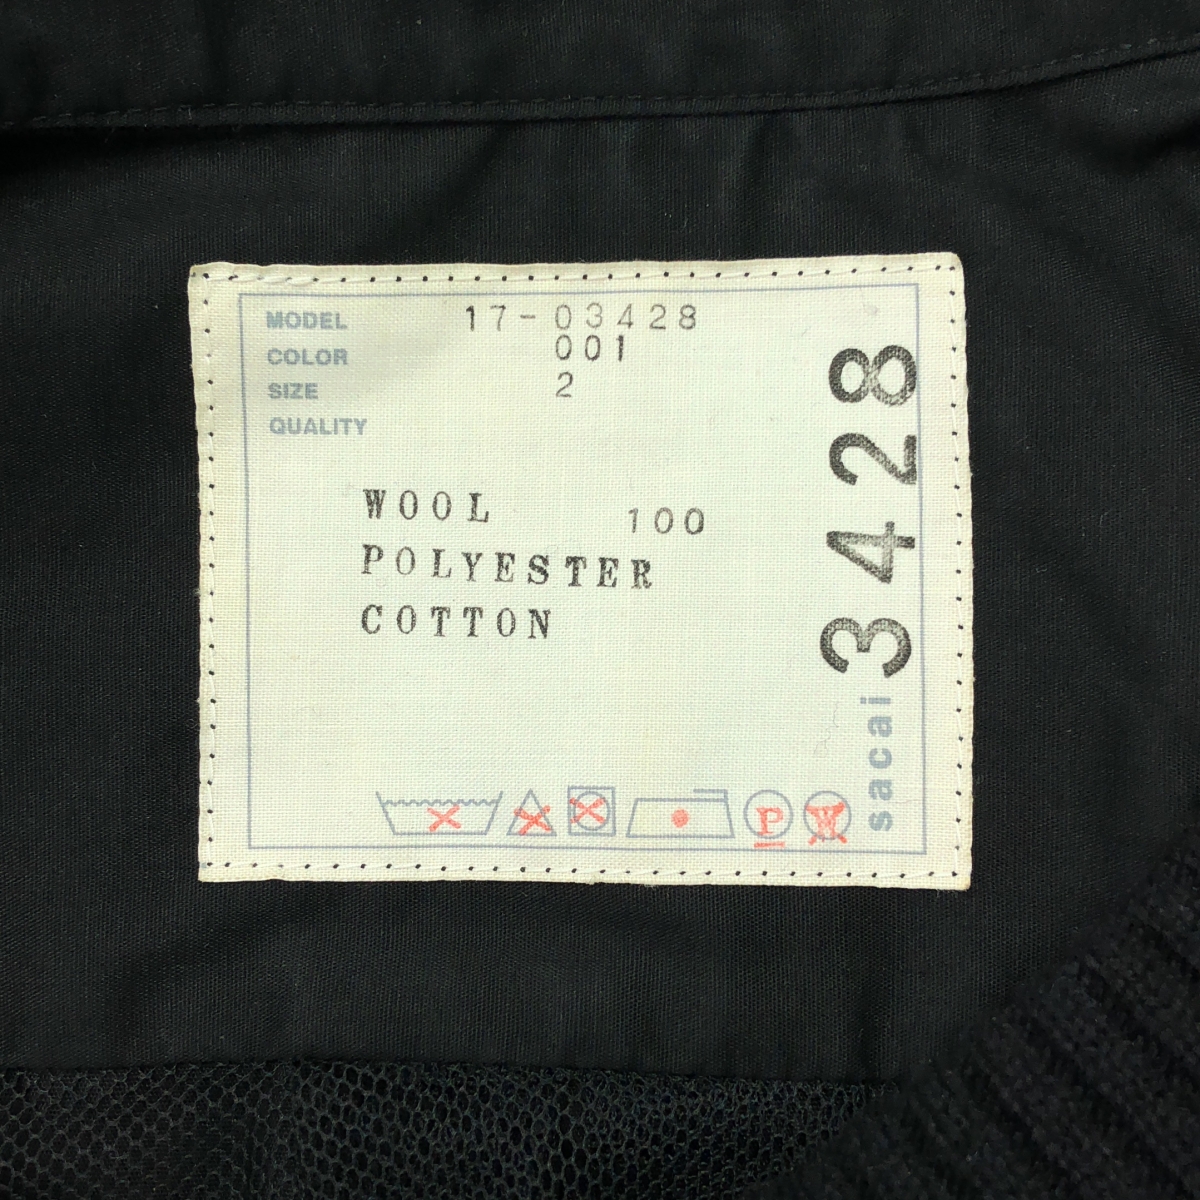 MODEL 17-03428
COLOR 001
SIZE 2
QUALITY
WOOL 100
POLYESTER
COTTON
3428
sacai
P
W